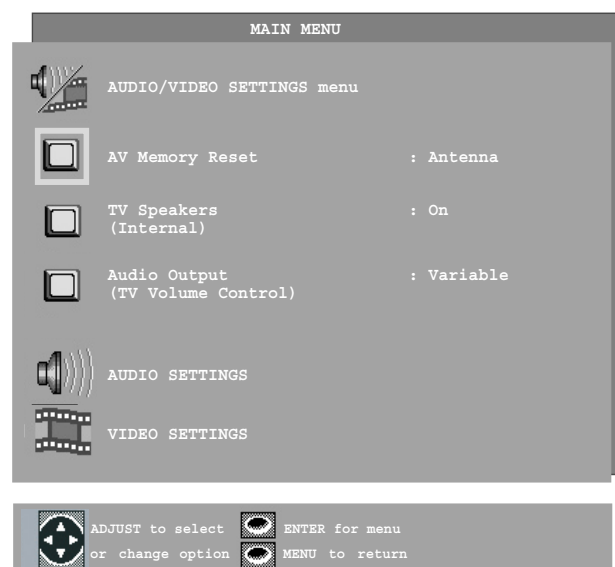 MAIN MENU
AUDIO/VIDEO SETTINGS menu
AV Memory Reset : Antenna
TV Speakers : On
(Internal)
Audio Output : Variable
(TV Volume Control)
AUDIO SETTINGS
VIDEO SETTINGS
ADJUST to select ENTER for menu
or change option MENU to return